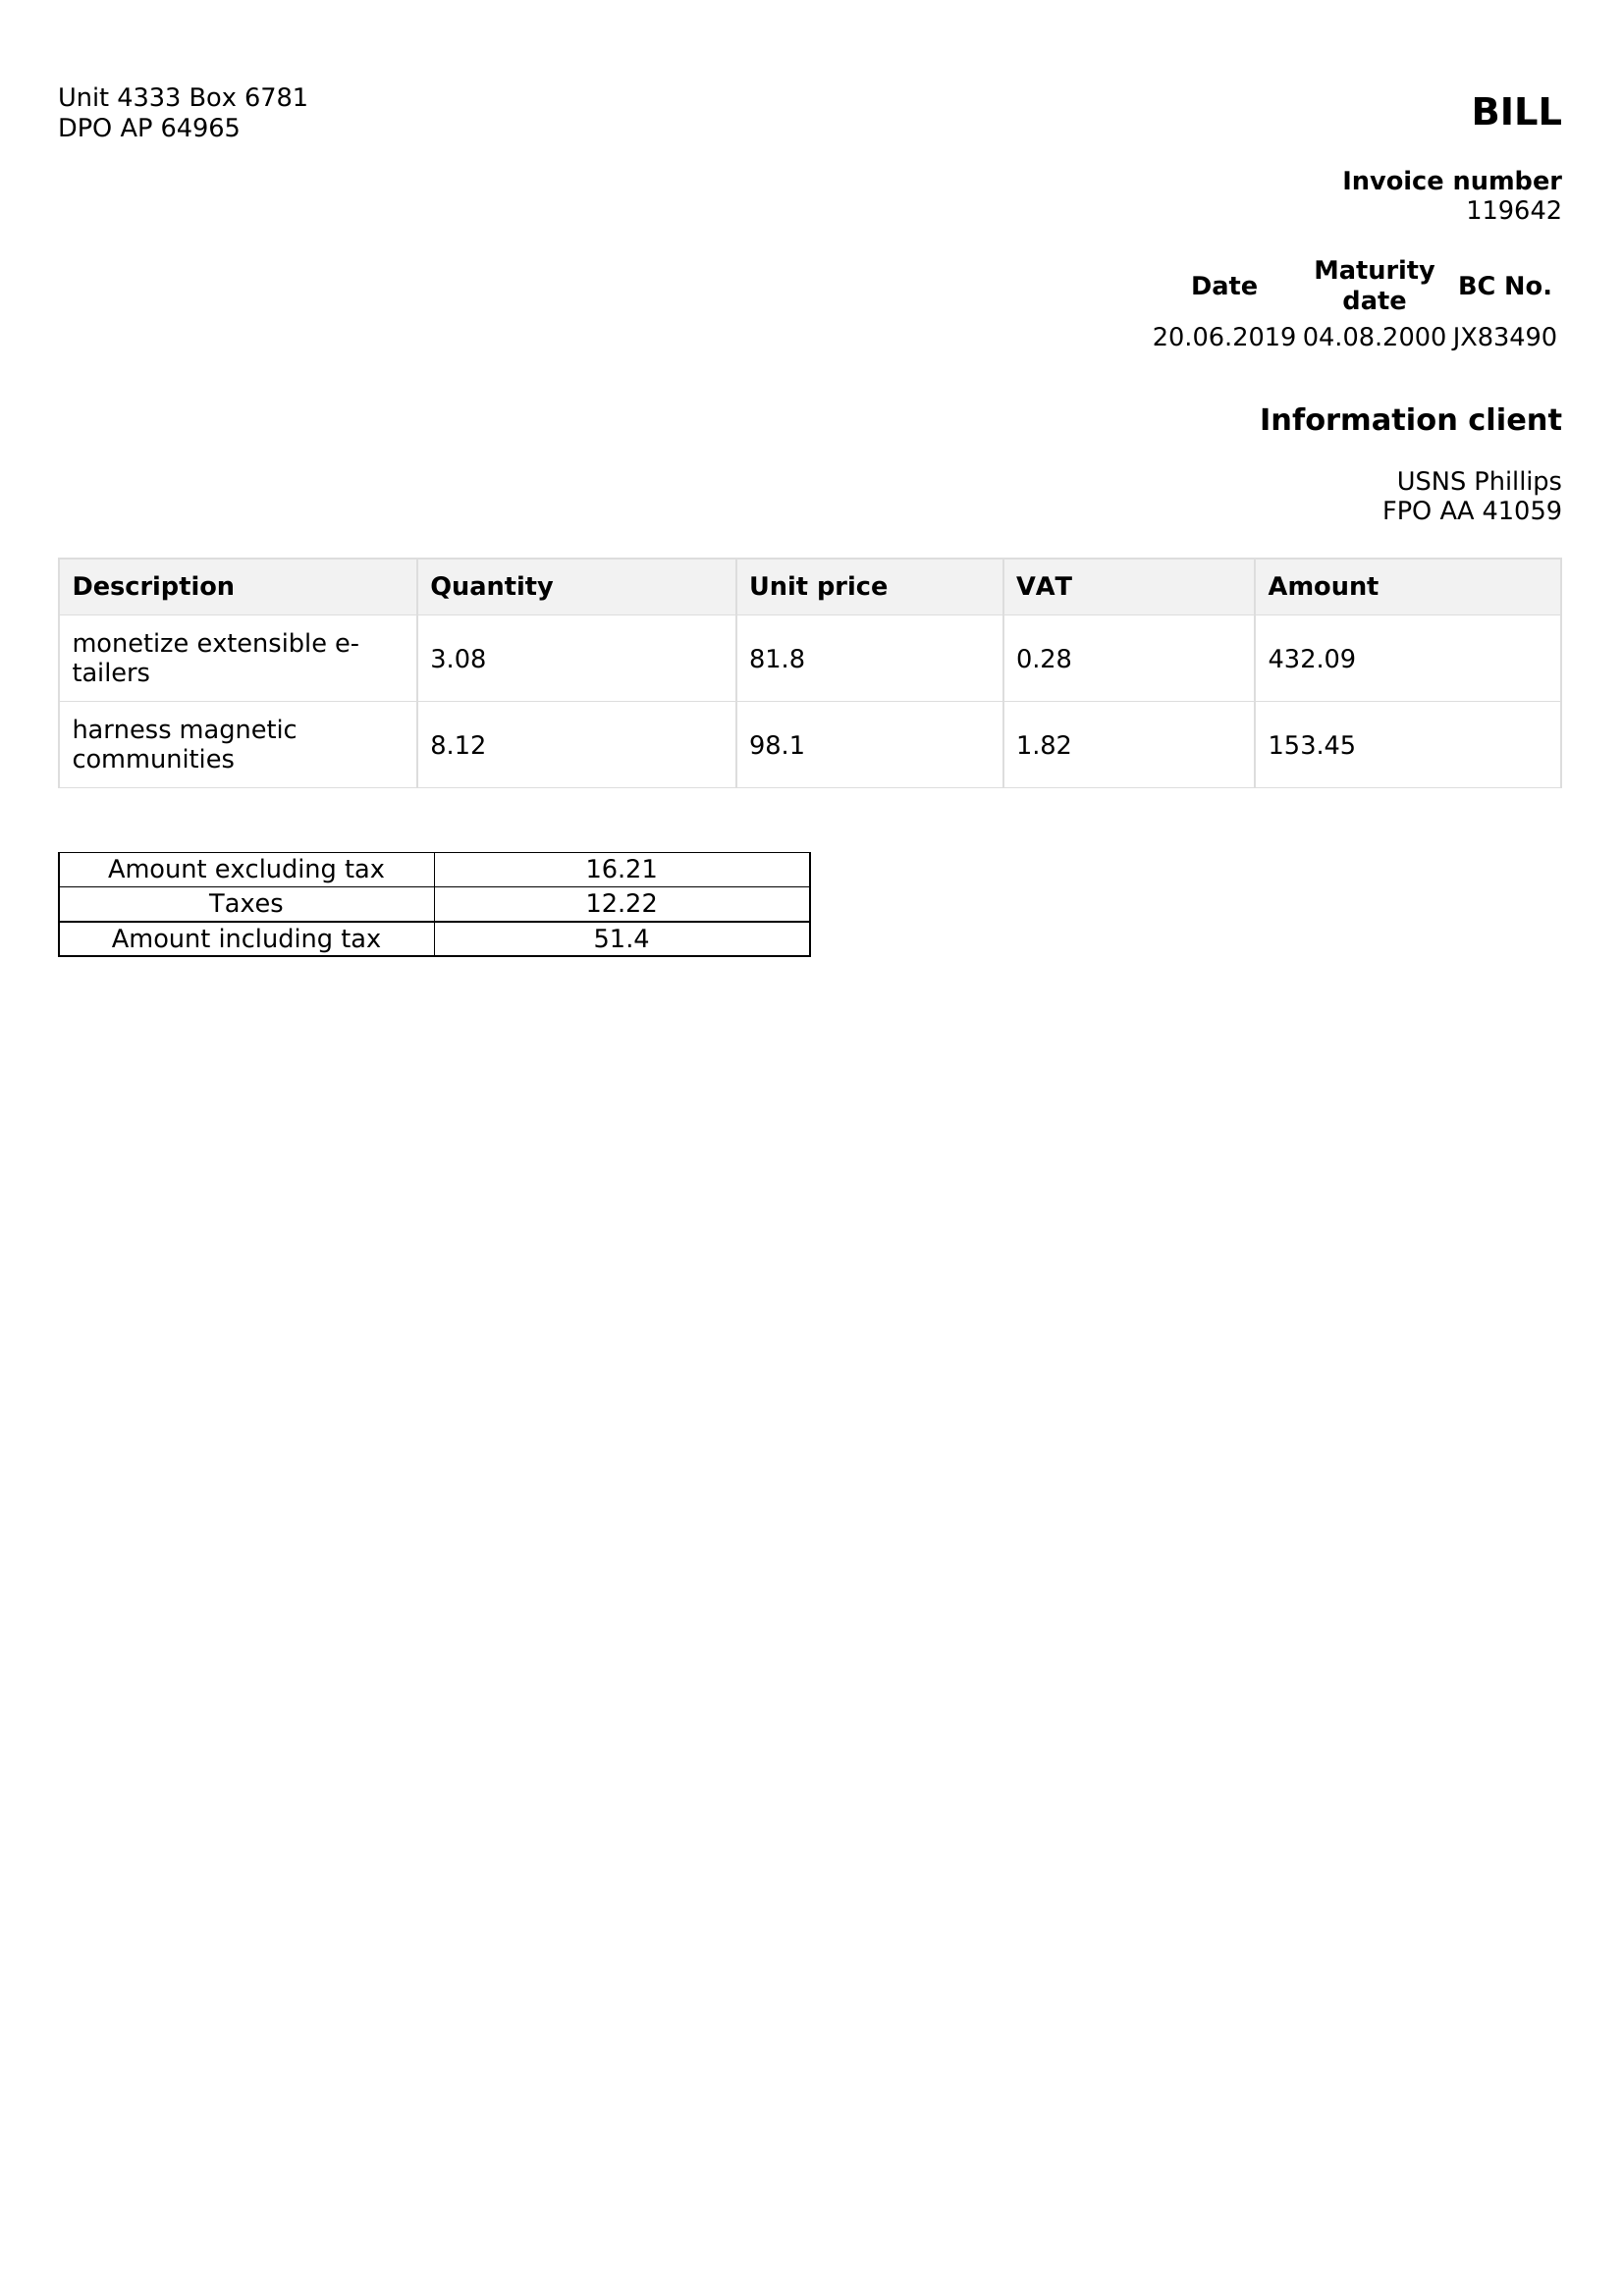 Unit 4333 Box 6781
DPO AP 64965
BILL
Invoice number
119642
Date Maturity date BC No.
20.06.2019 04.08.2000 JX83490
Information client
USNS Phillips
FPO AA 41059
Description Quantity Unit price VAT Amount
monetize extensible e-
tailers 3.08 81.8 0.28 432.09
harness magnetic
communities 8.12 98.1 1.82 153.45
Amount excluding tax 16.21
Taxes 12.22
Amount including tax 51.4